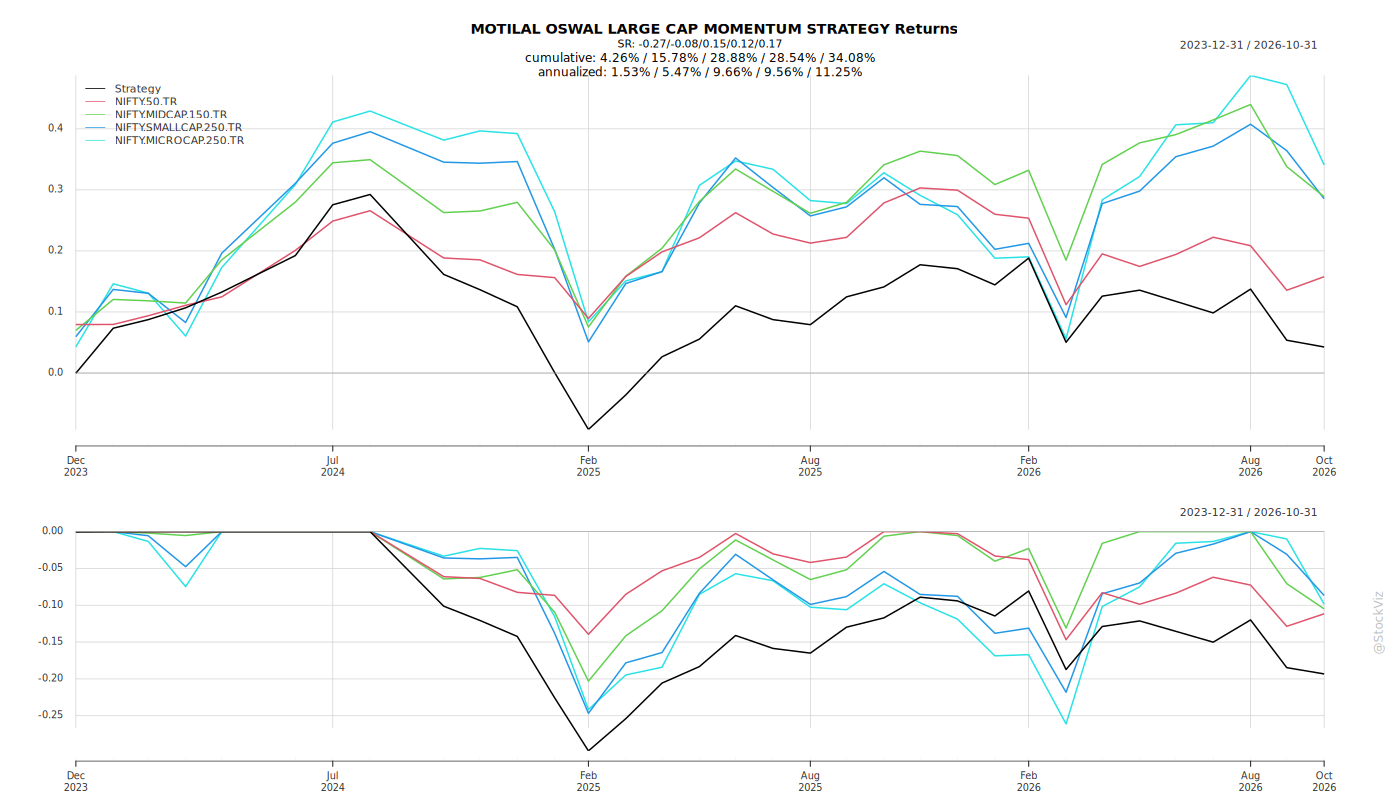 MOTILAL OSWAL LARGE CAP MOMENTUM STRATEGY Returns
SR: -0.27/-0.08/0.15/0.12/0.17
2023-12-31 / 2026-10-31
cumulative: 4.26% / 15.78% / 28.88% / 28.54% / 34.08%
annualized: 1.53% / 5.47% / 9.66% / 9.56% / 11.25%
Strategy
NIFTY.50.TR
NIFTY.MIDCAP.150.TR
NIFTY.SMALLCAP.250.TR
NIFTY.MICROCAP.250.TR
0.4
0.3
0.2
0.1
0.0
Dec 2023
Jul 2024
Feb 2025
Aug 2025
Feb 2026
Aug 2026
Oct 2026
2023-12-31 / 2026-10-31
0.00
-0.05
-0.10
-0.15
-0.20
-0.25
Dec 2023
Jul 2024
Feb 2025
Aug 2025
Feb 2026
Aug 2026
Oct 2026
@StockViz